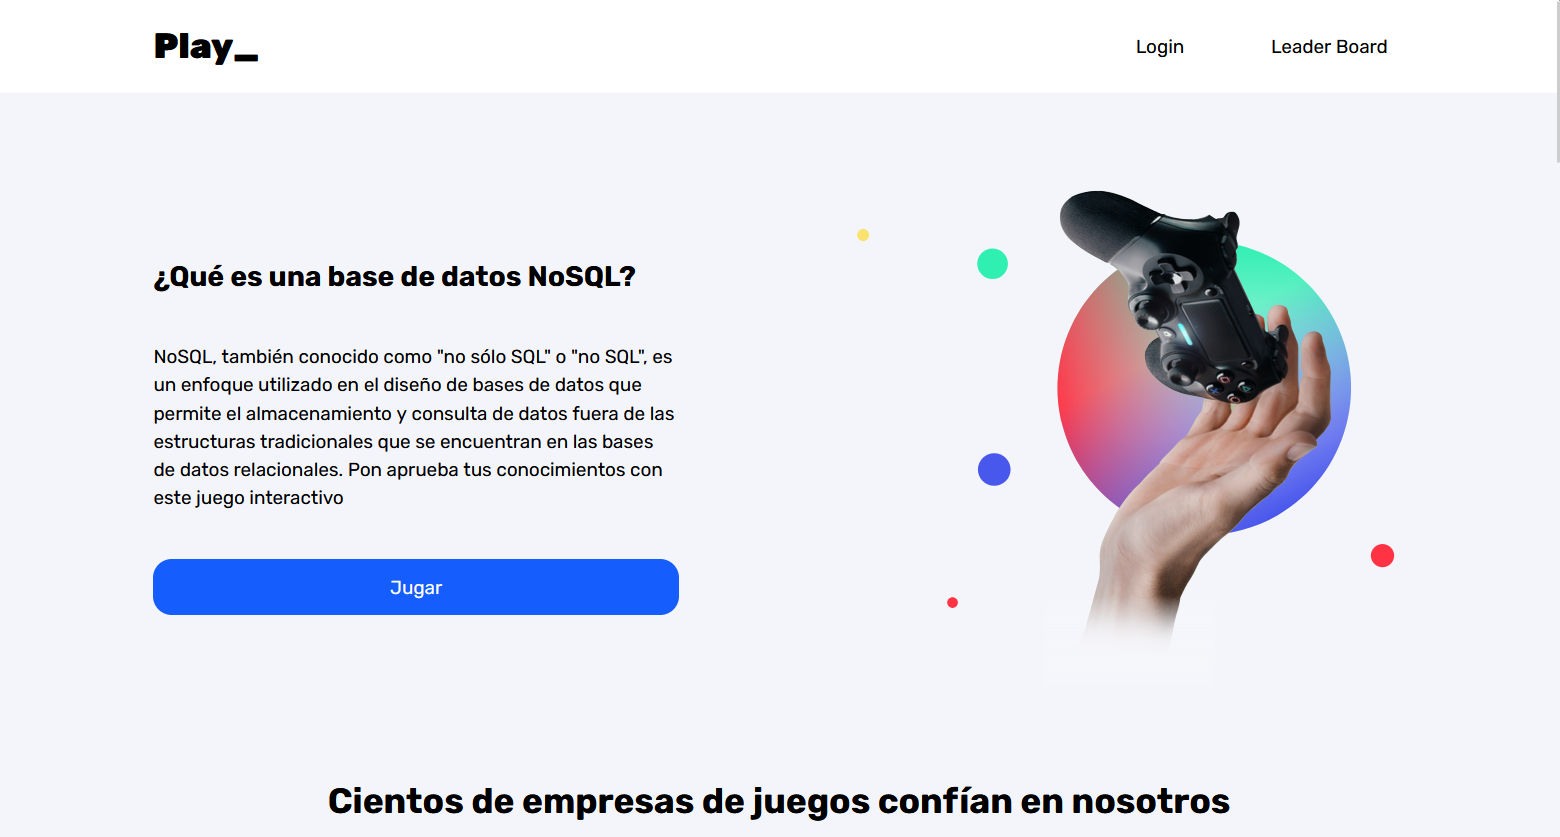 Play_
Login
Leader Board
¿Qué es una base de datos NoSQL?
NoSQL, también conocido como "no sólo SQL" o "no SQL", es
un enfoque utilizado en el diseño de bases de datos que
permite el almacenamiento y consulta de datos fuera de las
estructuras tradicionales que se encuentran en las bases
de datos relacionales. Pon aprueba tus conocimientos con
este juego interactivo
Jugar
Cientos de empresas de juegos confían en nosotros